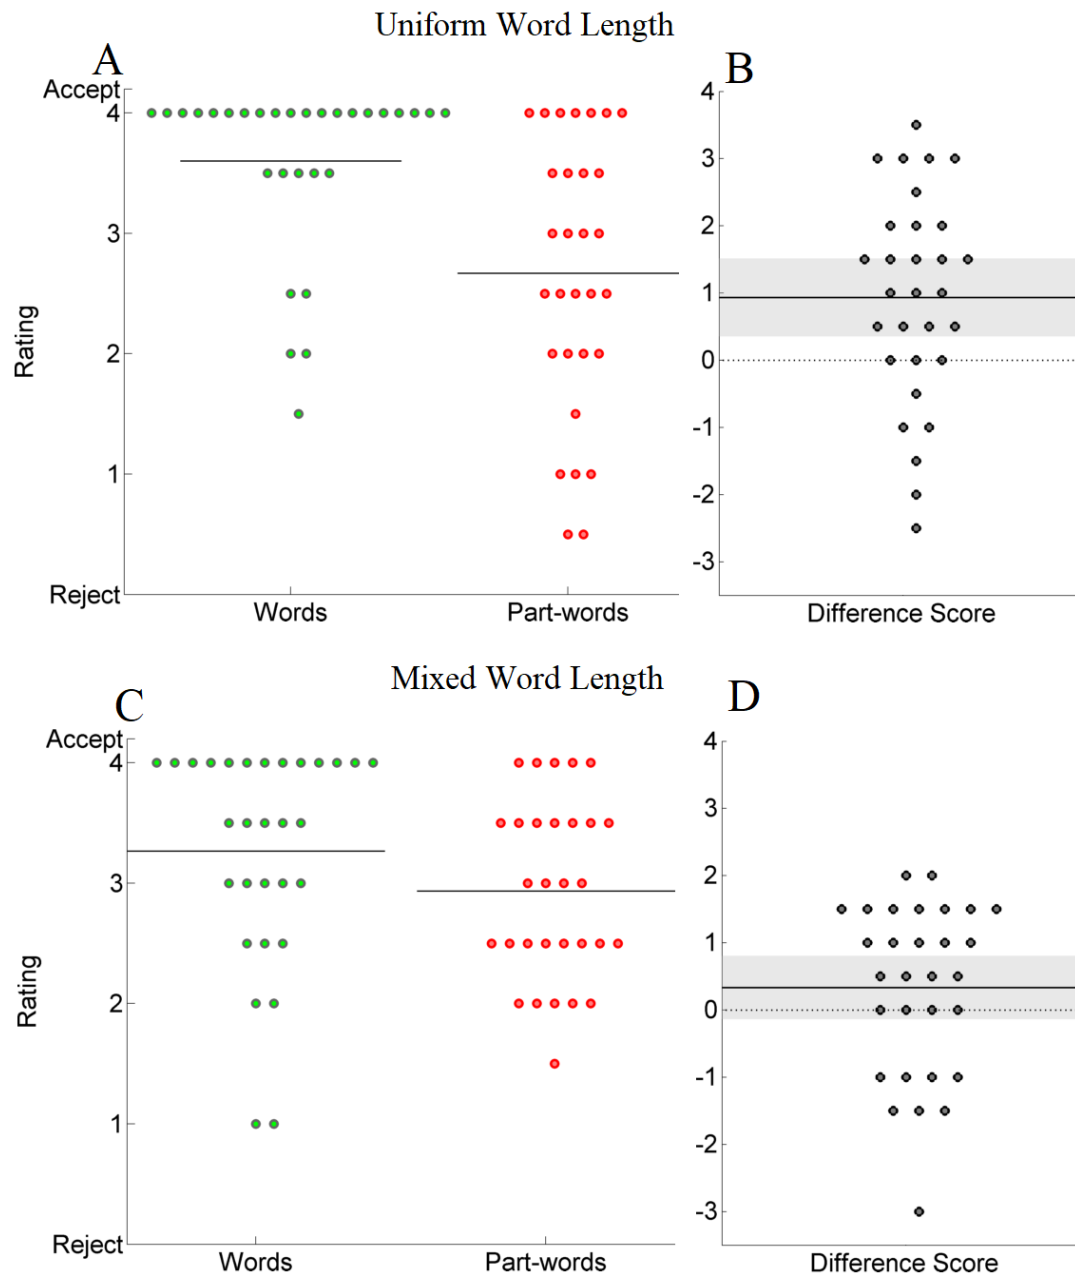 Uniform Word Length
A
B
Accept
4
3
2
1
Reject
Rating
Words
Part-words
4
3
2
1
0
-1
-2
-3
Difference Score
Mixed Word Length
C
D
Accept
4
3
2
1
Reject
Rating
Words
Part-words
4
3
2
1
0
-1
-2
-3
Difference Score